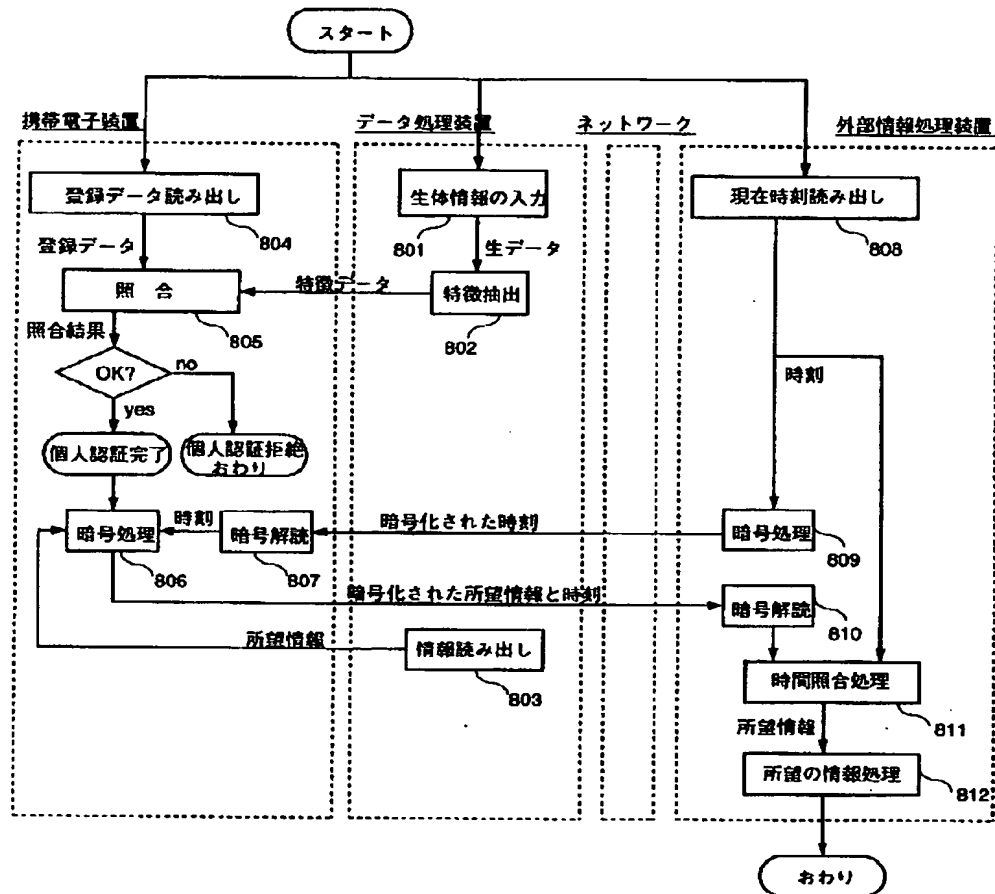 スタート
携帯電子装置
データ処理装置
ネットワーク
外部情報処理装置
登録データ読み出し
804
生体情報の入力
801
現在時刻読み出し
808
登録データ
生データ
照 合
805
特徴データ
特徴抽出
802
照合結果
OK?
no
yes
時刻
個人認証完了
個人認証拒絶
おわり
暗号処理
806
時刻
暗号解読
807
暗号化された時刻
暗号処理
809
暗号化された所望情報と時刻
暗号解読
810
所望情報
情報読み出し
803
時間照合処理
811
所望情報
所望の情報処理
812
おわり